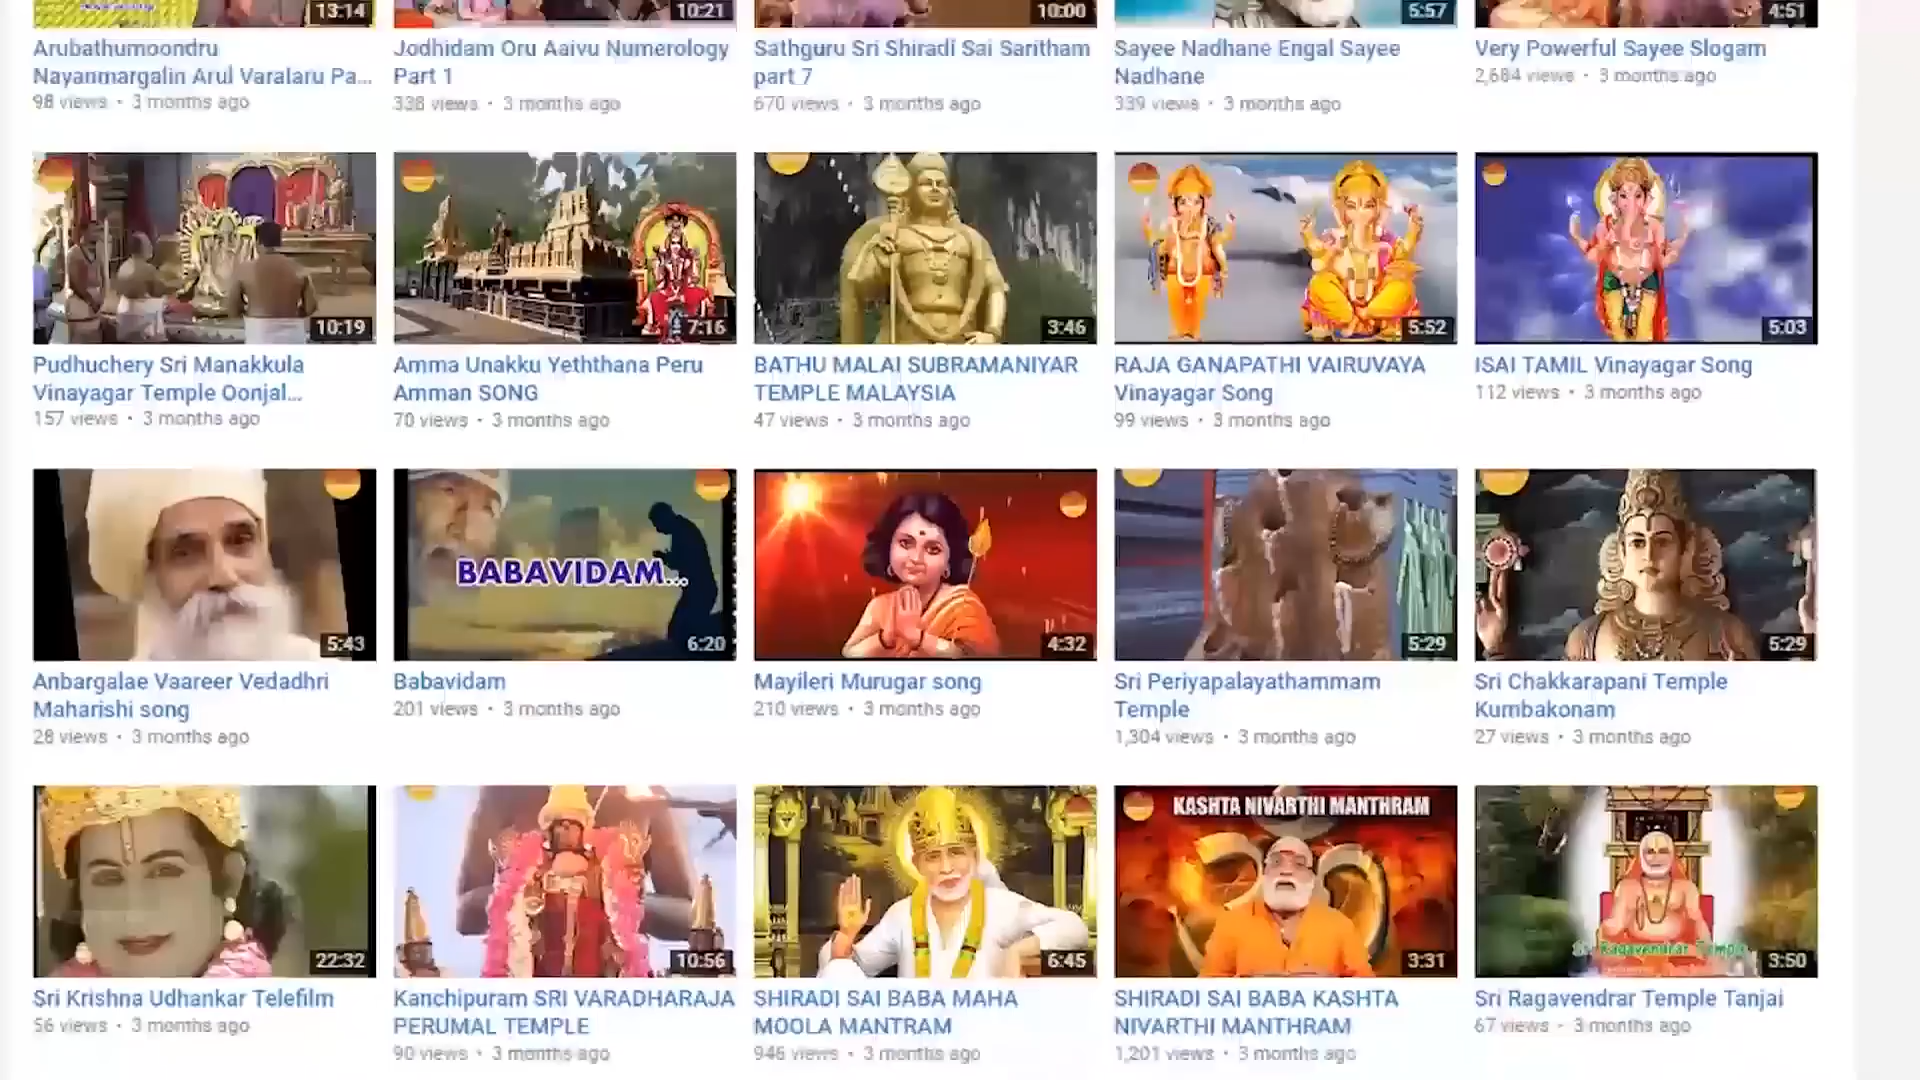 13:14
10:21
10:00
5:57
4:51
Arubathumoondru
Nayanmargalin Arul Varalaru Pa...
98 views • 3 months ago
Jodhidam Oru Aaivu Numerology
Part 1
338 views • 3 months ago
Sathguru Sri Shiradi Sai Saritham
part 7
670 views • 3 months ago
Sayee Nadhane Engal Sayee
Nadhane
339 views • 3 months ago
Very Powerful Sayee Slogam
2,684 views • 3 months ago
10:19
7:16
3:46
5:52
5:03
Pudhuchery Sri Manakkula
Vinayagar Temple Oonjal...
157 views • 3 months ago
Amma Unakku Yeththana Peru
Amman SONG
70 views • 3 months ago
BATHU MALAI SUBRAMANIYAR
TEMPLE MALAYSIA
47 views • 3 months ago
RAJA GANAPATHI VAIRUVAYA
Vinayagar Song
99 views • 3 months ago
ISAI TAMIL Vinayagar Song
112 views • 3 months ago
5:43
BABAVIDAM...
6:20
4:32
5:29
5:29
Anbargalae Vaareer Vedadhri
Maharishi song
28 views • 3 months ago
Babavidam
201 views • 3 months ago
Mayileri Murugar song
210 views • 3 months ago
Sri Periyapalayathammam
Temple
1,304 views • 3 months ago
Sri Chakkarapani Temple
Kumbakonam
27 views • 3 months ago
22:32
10:56
6:45
KASHTA NIVARTHI MANTHRAM
3:31
Sri Ragavendrar Temple
3:50
Sri Krishna Udhankar Telefilm
56 views • 3 months ago
Kanchipuram SRI VARADHARAJA
PERUMAL TEMPLE
90 views • 3 months ago
SHIRADI SAI BABA MAHA
MOOLA MANTRAM
946 views • 3 months ago
SHIRADI SAI BABA KASHTA
NIVARTHI MANTHRAM
1,201 views • 3 months ago
Sri Ragavendrar Temple Tanjai
67 views • 3 months ago